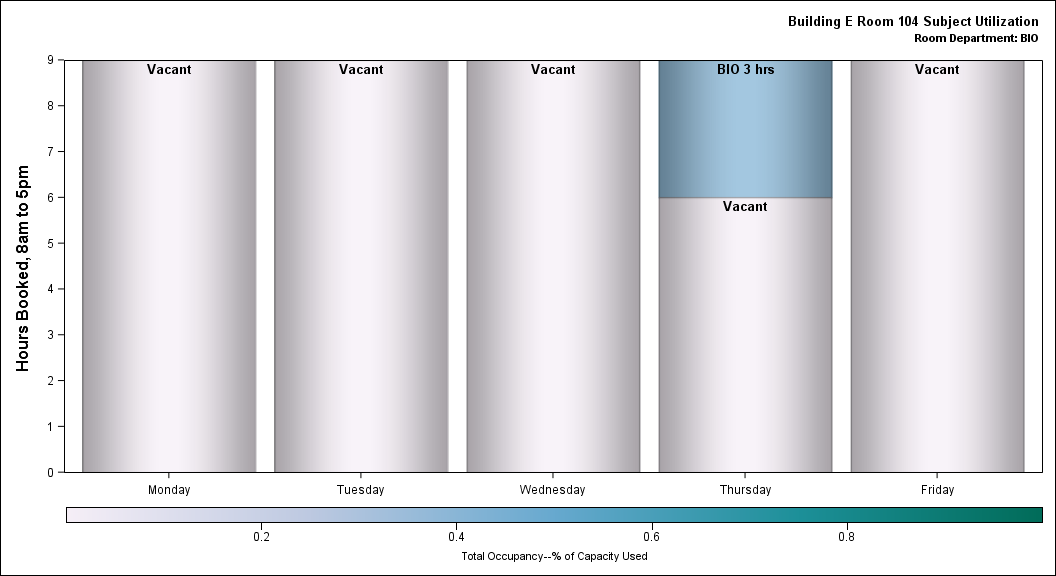 Building E Room 104 Subject Utilization
Room Department: BIO
Hours Booked, 8am to 5pm
9
8
7
6
5
4
3
2
1
0
Vacant
Vacant
Vacant
BIO 3 hrs
Vacant
Vacant
Monday
Tuesday
Wednesday
Thursday
Friday
0.2
0.4
0.6
0.8
Total Occupancy--% of Capacity Used